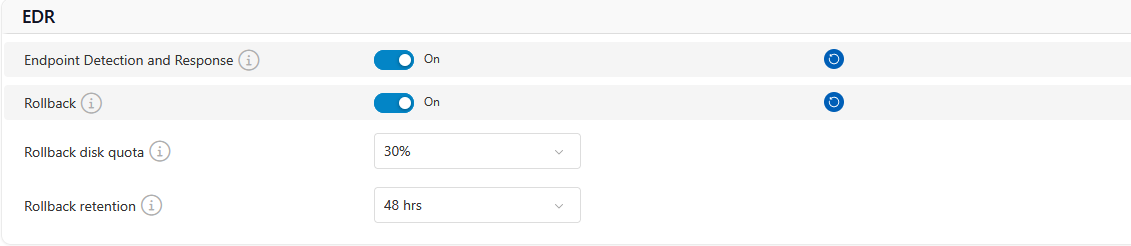 EDR
Endpoint Detection and Response
On
Rollback
On
Rollback disk quota
30%
Rollback retention
48 hrs